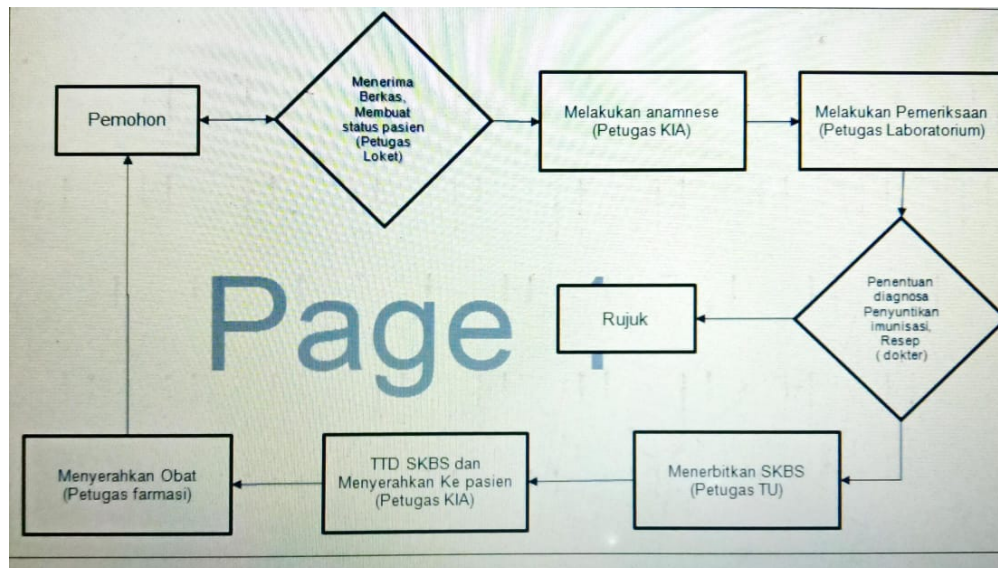 Pemohon
Menerima
Berkas,
Membuat
status pasien
(Petugas
Loket)
Melakukan anamnese
(Petugas KIA)
Melakukan Pemeriksaan
(Petugas Laboratorium)
Penentuan
diagnosa
Penyuntikan
imunisasi,
Resep
( dokter)
Rujuk
Page 1
Menerbitkan SKBS
(Petugas TU)
TTD SKBS dan
Menyerahkan Ke pasien
(Petugas KIA)
Menyerahkan Obat
(Petugas farmasi)